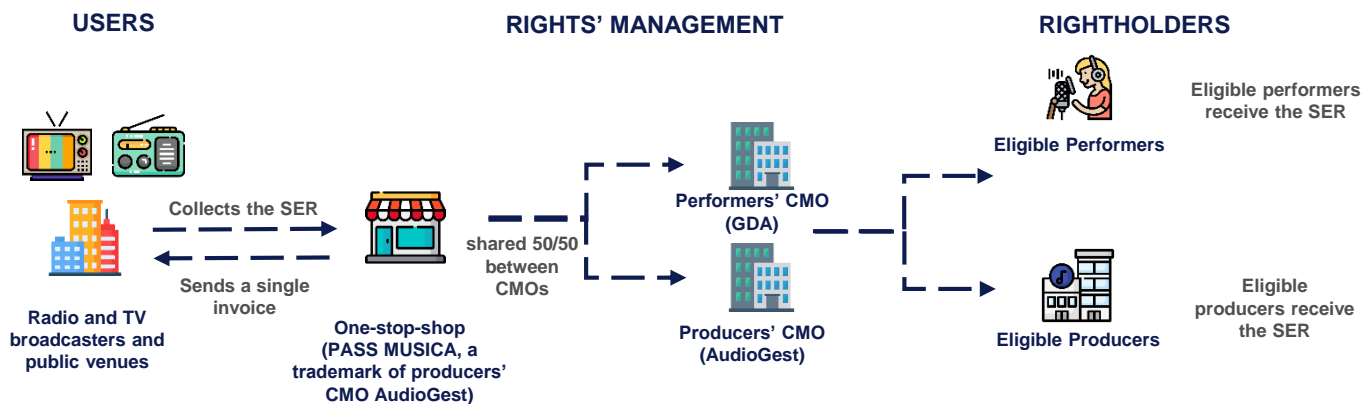 USERS
RIGHTS' MANAGEMENT
RIGHTHOLDERS
Collects the SER
Sends a single
invoice
Radio and TV
broadcasters and
public venues
One-stop-shop
(PASS MUSICA, a
trademark of producers'
CMO AudioGest)
shared 50/50
between
CMOs
Performers' CMO
(GDA)
Producers' CMO
(AudioGest)
Eligible Performers
Eligible performers
receive the SER
Eligible Producers
Eligible
producers receive
the SER